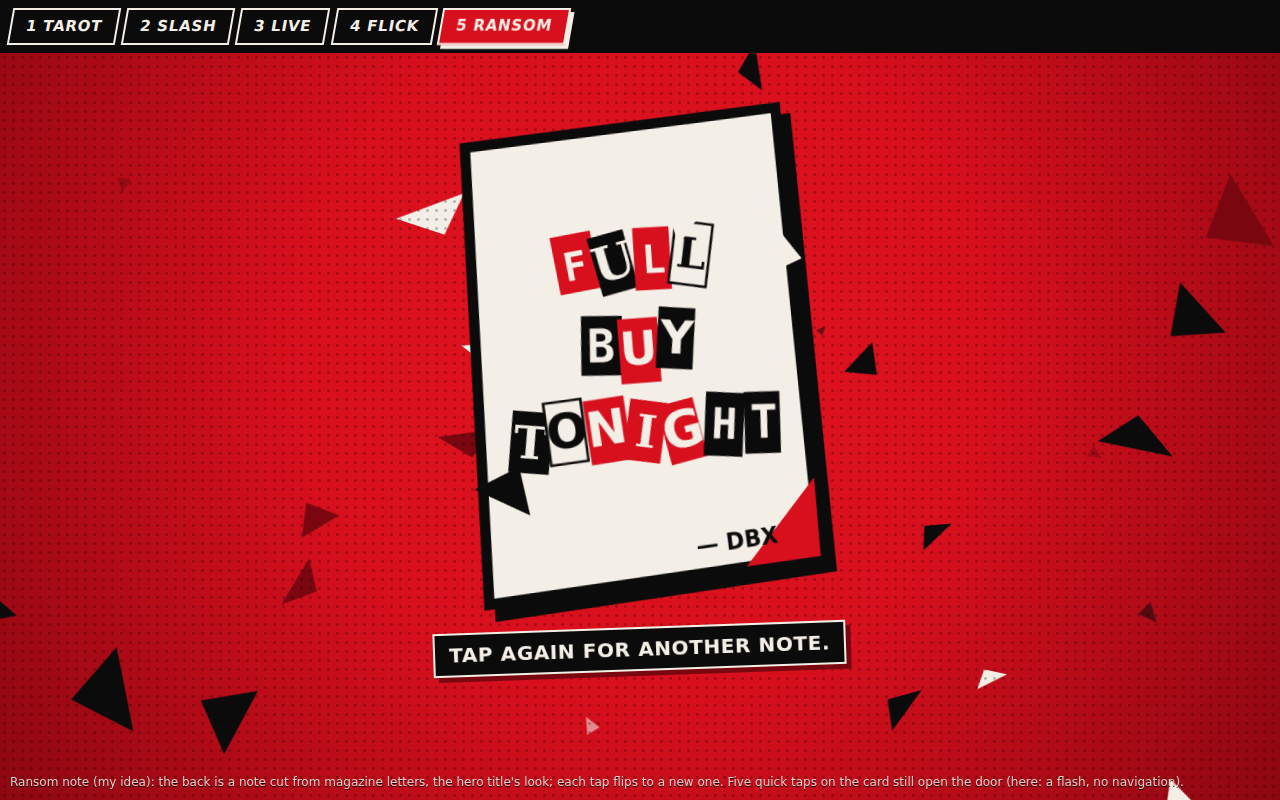 1 TAROT
2 SLASH
3 LIVE
4 FLICK
5 RANSOM
FULL
BUY
TONIGHT
— DBX
TAP AGAIN FOR ANOTHER NOTE.
Ransom note (my idea): the back is a note cut from magazine letters, the hero title's look; each tap flips to a new one. Five quick taps on the card still open the door (here: a flash, no navigation).